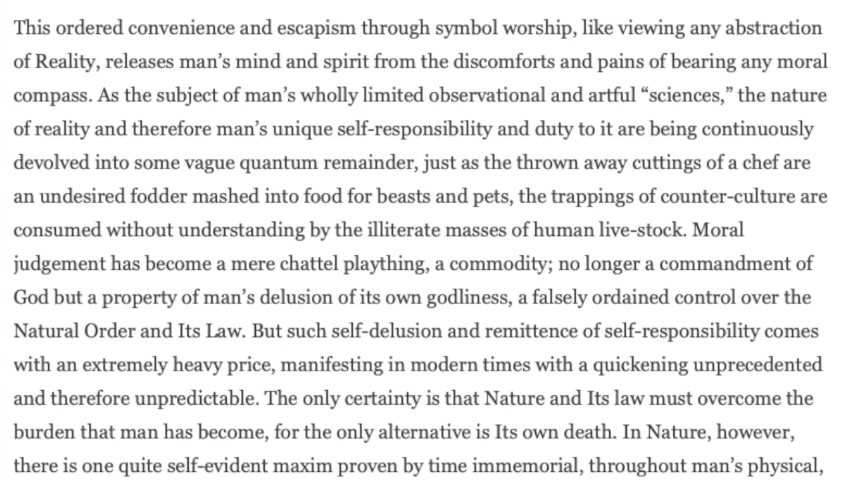 This ordered convenience and escapism through symbol worship, like viewing any abstraction
of Reality, releases man’s mind and spirit from the discomforts and pains of bearing any moral
compass. As the subject of man’s wholly limited observational and artful “sciences,” the nature
of reality and therefore man’s unique self-responsibility and duty to it are being continuously
devolved into some vague quantum remainder, just as the thrown away cuttings of a chef are
an undesired fodder mashed into food for beasts and pets, the trappings of counter-culture are
consumed without understanding by the illiterate masses of human live-stock. Moral
judgement has become a mere chattel plaything, a commodity; no longer a commandment of
God but a property of man’s delusion of its own godliness, a falsely ordained control over the
Natural Order and Its Law. But such self-delusion and remittence of self-responsibility comes
with an extremely heavy price, manifesting in modern times with a quickening unprecedented
and therefore unpredictable. The only certainty is that Nature and Its law must overcome the
burden that man has become, for the only alternative is Its own death. In Nature, however,
there is one quite self-evident maxim proven by time immemorial, throughout man’s physical,